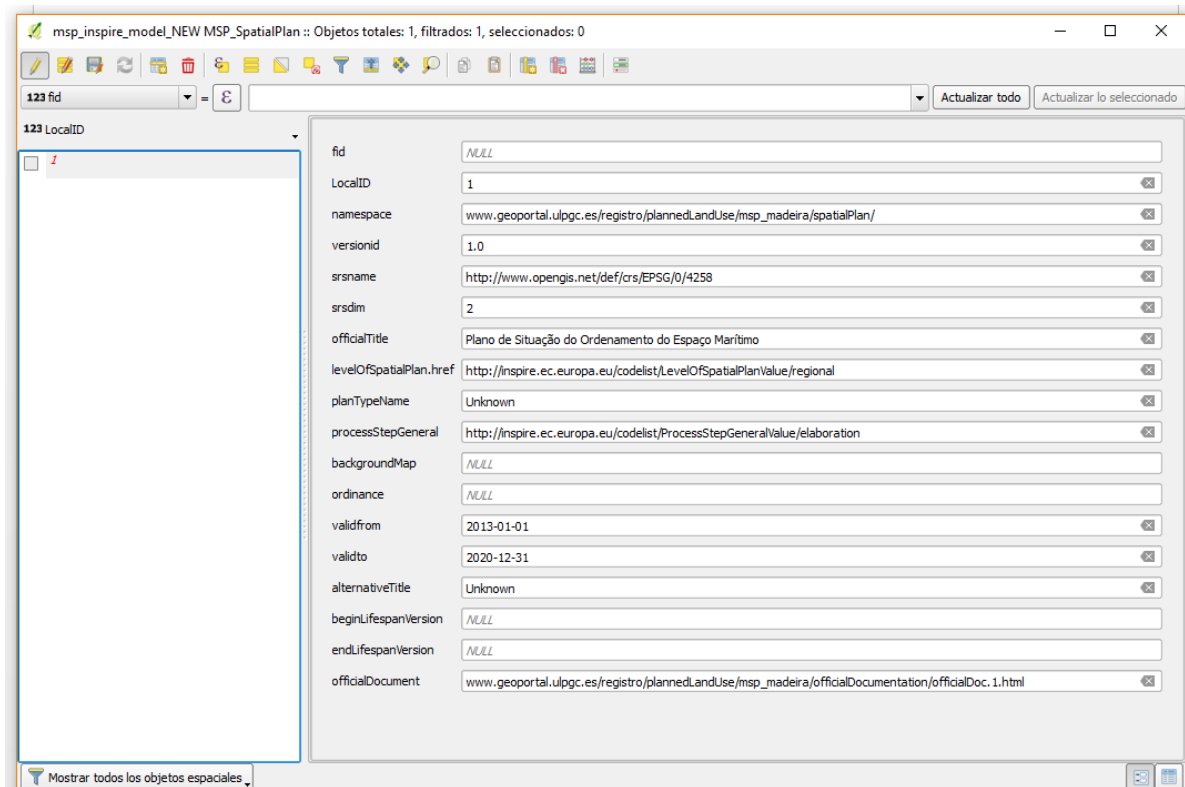 msp_inspire_model_NEW MSP_SpatialPlan :: Objetos totales: 1, filtrados: 1, seleccionados: 0
123 fid = ε Actualizar todo Actualizar lo seleccionado
123 LocalID
1
fid NULL
LocalID 1
namespace www.geoportal.ulpgc.es/registro/plannedLandUse/msp_madeira/spatialPlan/
versionid 1.0
srsname http://www.opengis.net/def/crs/EPSG/0/4258
srsdim 2
officialTitle Plano de Situação do Ordenamento do Espaço Marítimo
levelOfSpatialPlan.href http://inspire.ec.europa.eu/codelist/LevelOfSpatialPlanValue/regional
planTypeName Unknown
processStepGeneral http://inspire.ec.europa.eu/codelist/ProcessStepGeneralValue/elaboration
backgroundMap NULL
ordinance NULL
validfrom 2013-01-01
validto 2020-12-31
alternativeTitle Unknown
beginLifespanVersion NULL
endLifespanVersion NULL
officialDocument www.geoportal.ulpgc.es/registro/plannedLandUse/msp_madeira/officialDocumentation/officialDoc.1.html
Mostrar todos los objetos espaciales